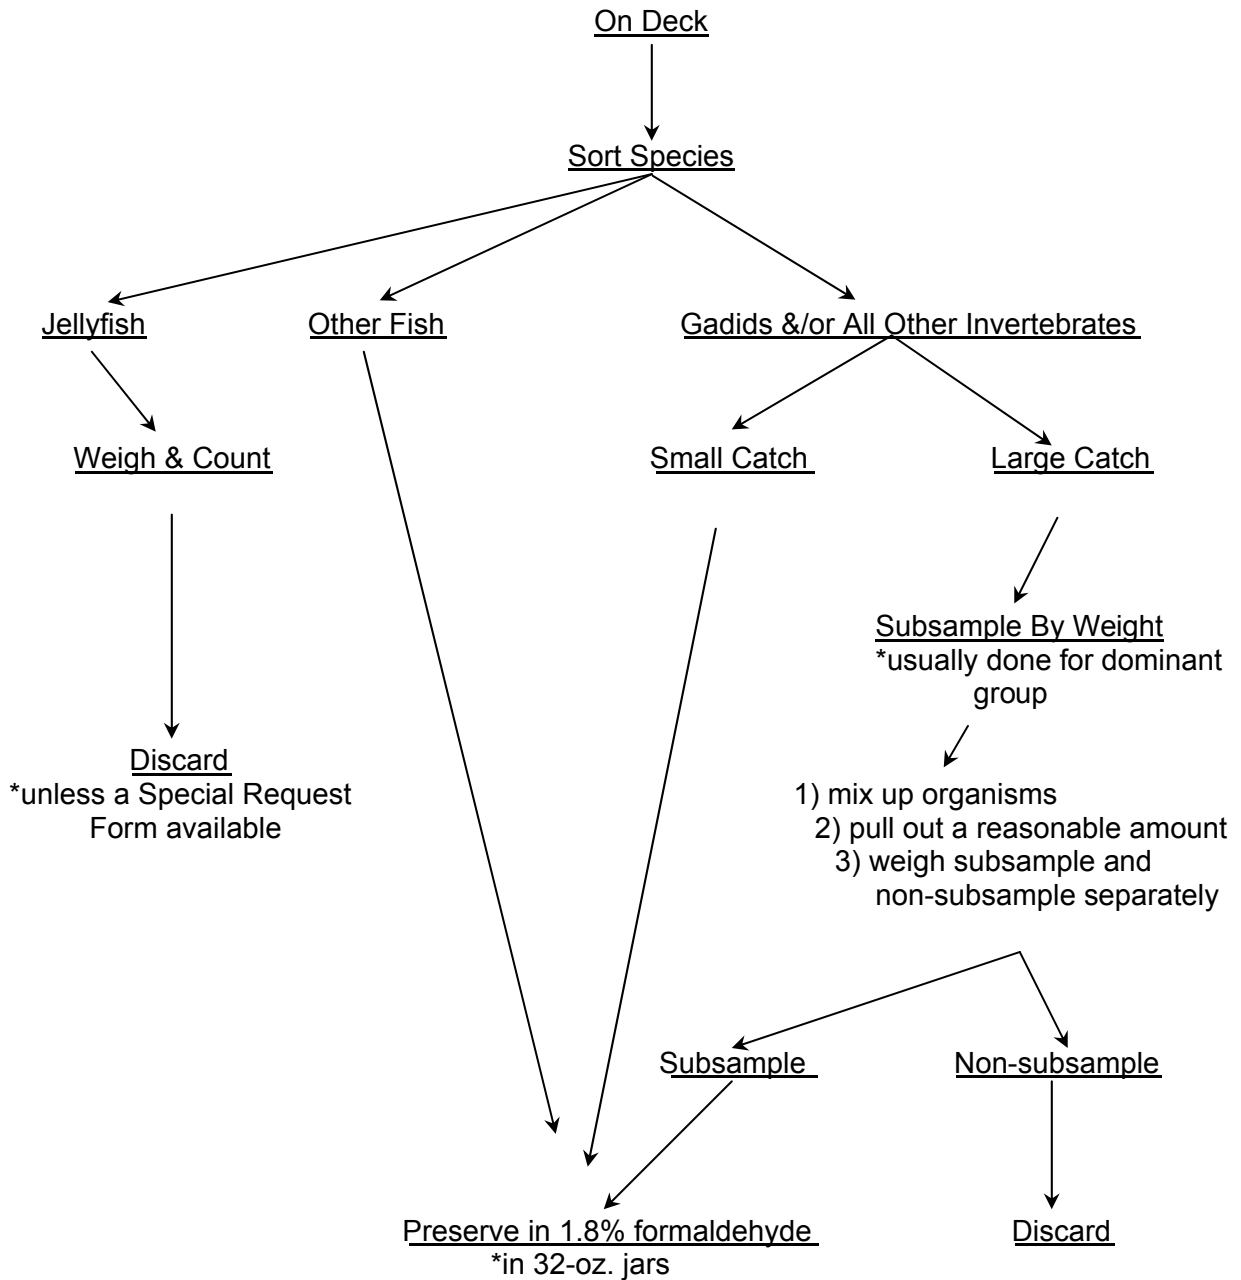 On Deck
Sort Species
Jellyfish
Other Fish
Gadids &/or All Other Invertebrates
Weigh & Count
Small Catch
Large Catch
Subsample By Weight
*usually done for dominant
group
Discard
*unless a Special Request
Form available
1) mix up organisms
2) pull out a reasonable amount
3) weigh subsample and
non-subsample separately
Subsample
Non-subsample
Preserve in 1.8% formaldehyde
*in 32-oz. jars
Discard